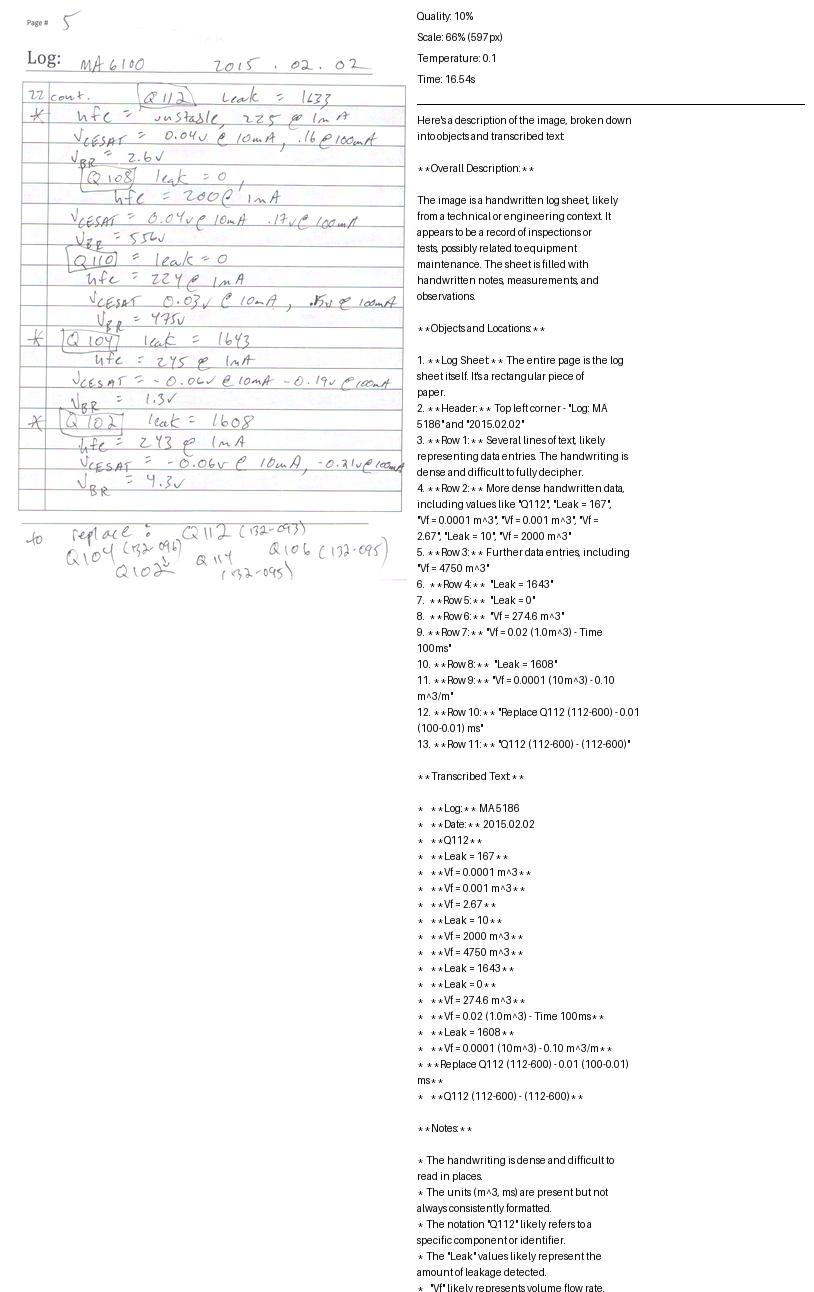 Page # 5
Log: MA 6100 2015 . 02 . 02
22 cont. Q112 Leak = 1633
* hfe = unstable, 225 @ 1mA
VCESAT = 0.04v @ 10mA, .16@100mA
VBR = 2.6v
Q108 leak = 0,
hfe = 200@ 1mA
VCESAT = 0.04v@10mA .17v@100mA
VBR = 556v
Q110 = leak = 0
hfe = 224@ 1mA
VCESAT 0.03v @ 10mA, @ 100mA
VBR = 475v
* Q104 leak = 1643
hfe = 245 @ 1mA
VCESAT = -0.06v @10mA -0.19v@100mA
VBR = 1.3v
* Q102 leak = 1608
hfe = 243 @ 1mA
VCESAT = -0.06v @ 10mA, -0.21v@100mA
VBR = 4.3v
to replace : Q112 (132-093)
Q104 (132-096) Q114 Q106 (132-095)
Q102 (132-095)
Quality: 10%
Scale: 66% (597px)
Temperature: 0.1
Time: 16.54s
Here's a description of the image, broken down
into objects and transcribed text:
**Overall Description:**
The image is a handwritten log sheet, likely
from a technical or engineering context. It
appears to be a record of inspections or
tests, possibly related to equipment
maintenance. The sheet is filled with
handwritten notes, measurements, and
observations.
**Objects and Locations:**
1. **Log Sheet:** The entire page is the log
sheet itself. It's a rectangular piece of
paper.
2. **Header:** Top left corner - "Log: MA
5186" and "2015.02.02"
3. **Row 1:** Several lines of text, likely
representing data entries. The handwriting is
dense and difficult to fully decipher.
4. **Row 2:** More dense handwritten data,
including values like "Q112", "Leak = 167",
"Vf = 0.0001 m^3", "Vf = 0.001 m^3", "Vf =
2.67", "Leak = 10", "Vf = 2000 m^3"
5. **Row 3:** Further data entries, including
"Vf = 4750 m^3"
6. **Row 4:** "Leak = 1643"
7. **Row 5:** "Leak = 0"
8. **Row 6:** "Vf = 274.6 m^3"
9. **Row 7:** "Vf = 0.02 (1.0m^3) - Time
100ms"
10. **Row 8:** "Leak = 1608"
11. **Row 9:** "Vf = 0.0001 (10m^3) - 0.10
m^3/m"
12. **Row 10:** "Replace Q112 (112-600) - 0.01
(100-0.01) ms"
13. **Row 11:** "Q112 (112-600) - (112-600)"
**Transcribed Text:**
* **Log:** MA 5186
* **Date:** 2015.02.02
* **Q112**
* **Leak = 167**
* **Vf = 0.0001 m^3**
* **Vf = 0.001 m^3**
* **Vf = 2.67**
* **Leak = 10**
* **Vf = 2000 m^3**
* **Vf = 4750 m^3**
* **Leak = 1643**
* **Leak = 0**
* **Vf = 274.6 m^3**
* **Vf = 0.02 (1.0m^3) - Time 100ms**
* **Leak = 1608**
* **Vf = 0.0001 (10m^3) - 0.10 m^3/m**
* **Replace Q112 (112-600) - 0.01 (100-0.01)
ms**
* **Q112 (112-600) - (112-600)**
**Notes:**
* The handwriting is dense and difficult to
read in places.
* The units (m^3, ms) are present but not
always consistently formatted.
* The notation "Q112" likely refers to a
specific component or identifier.
* The "Leak" values likely represent the
amount of leakage detected.
* "Vf" likely represents volume flow rate.